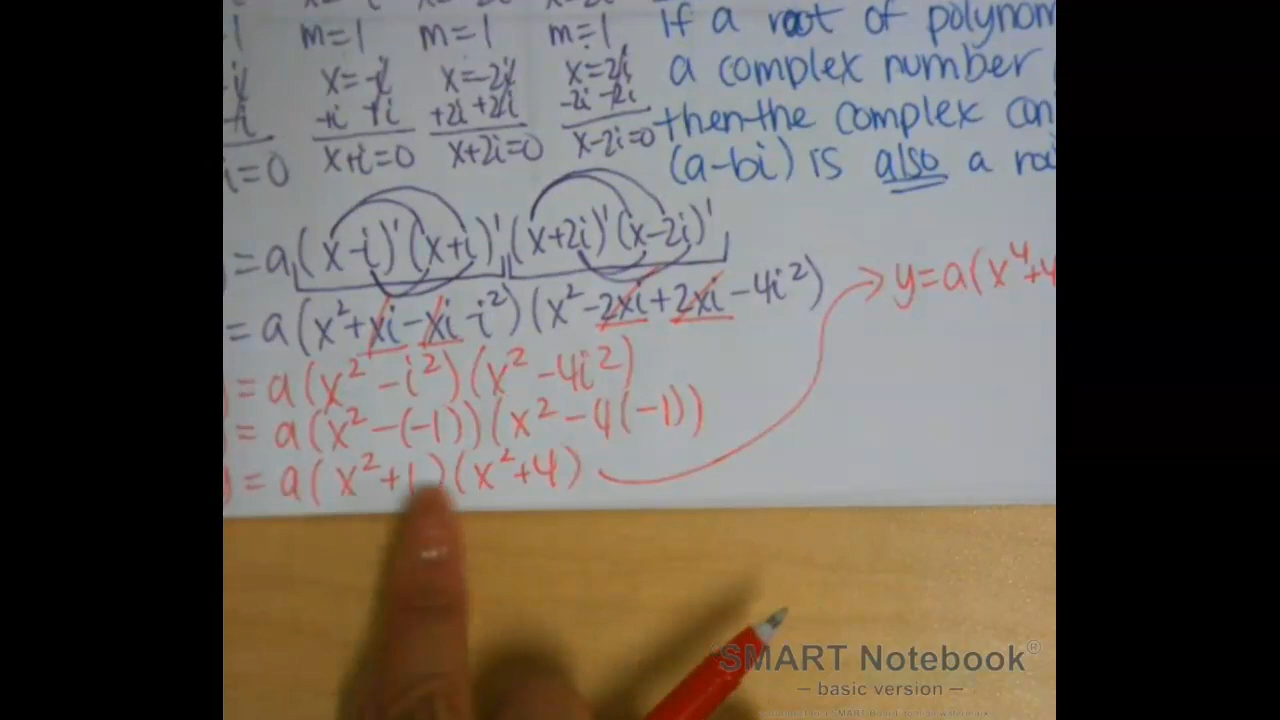 m=1 m=1 m=1
x=-i x=-2i x=2i
+i +i +2i +2i -2i -2i
i=0 x+i=0 x+2i=0 x-2i=0
If a root of polynom
a complex number
then the complex con
(a-bi) is also a roo
=a(x-i)'(x+i)'(x+2i)'(x-2i)'
=a(x²+xi-xi-i²)(x²-2xi+2xi-4i²)
=a(x²-i²)(x²-4i²)
=a(x²-(-1))(x²-4(-1))
=a(x²+1)(x²+4)
y=a(x⁴+4
SMART Notebook®
– basic version –